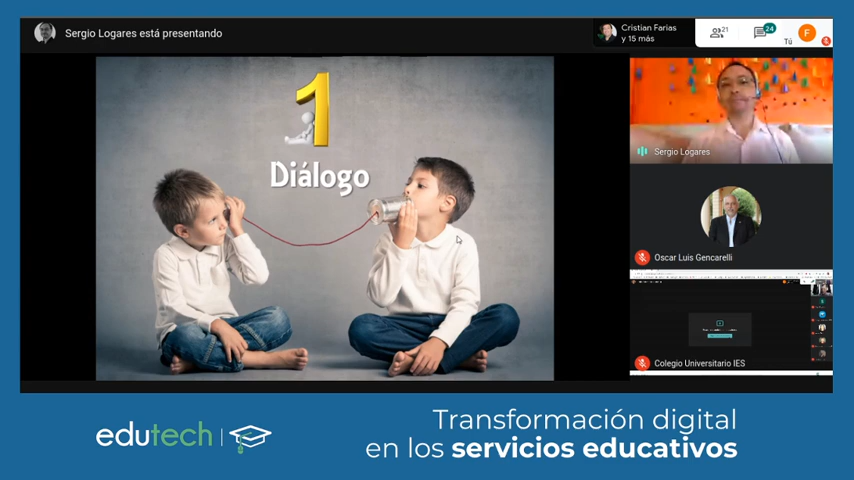 Sergio Logares está presentando
Cristian Farias
y 15 más
21
24
Tú
F
1
Diálogo
Sergio Logares
Oscar Luis Gencarelli
Colegio Universitario IES
edutech
Transformación digital
en los servicios educativos